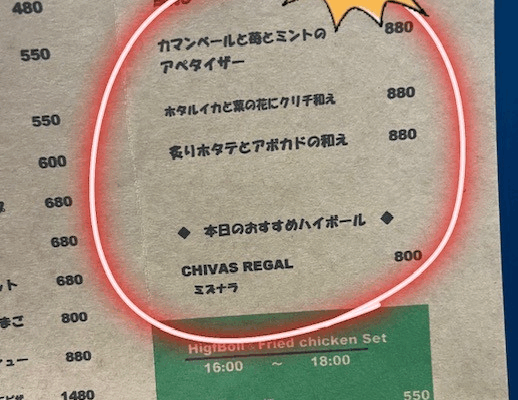 480
550
550
600
680
680
680
800
880
1480
カマンベールと苺とミントの 880
アペタイザー
ホタルイカと菜の花にクリチ和え 880
炙りホタテとアボカドの和え 880
◆ 本日のおすすめハイボール ◆
CHIVAS REGAL 800
ミズナラ
HighBoll : Fried chicken Set
16:00 ～ 18:00
550